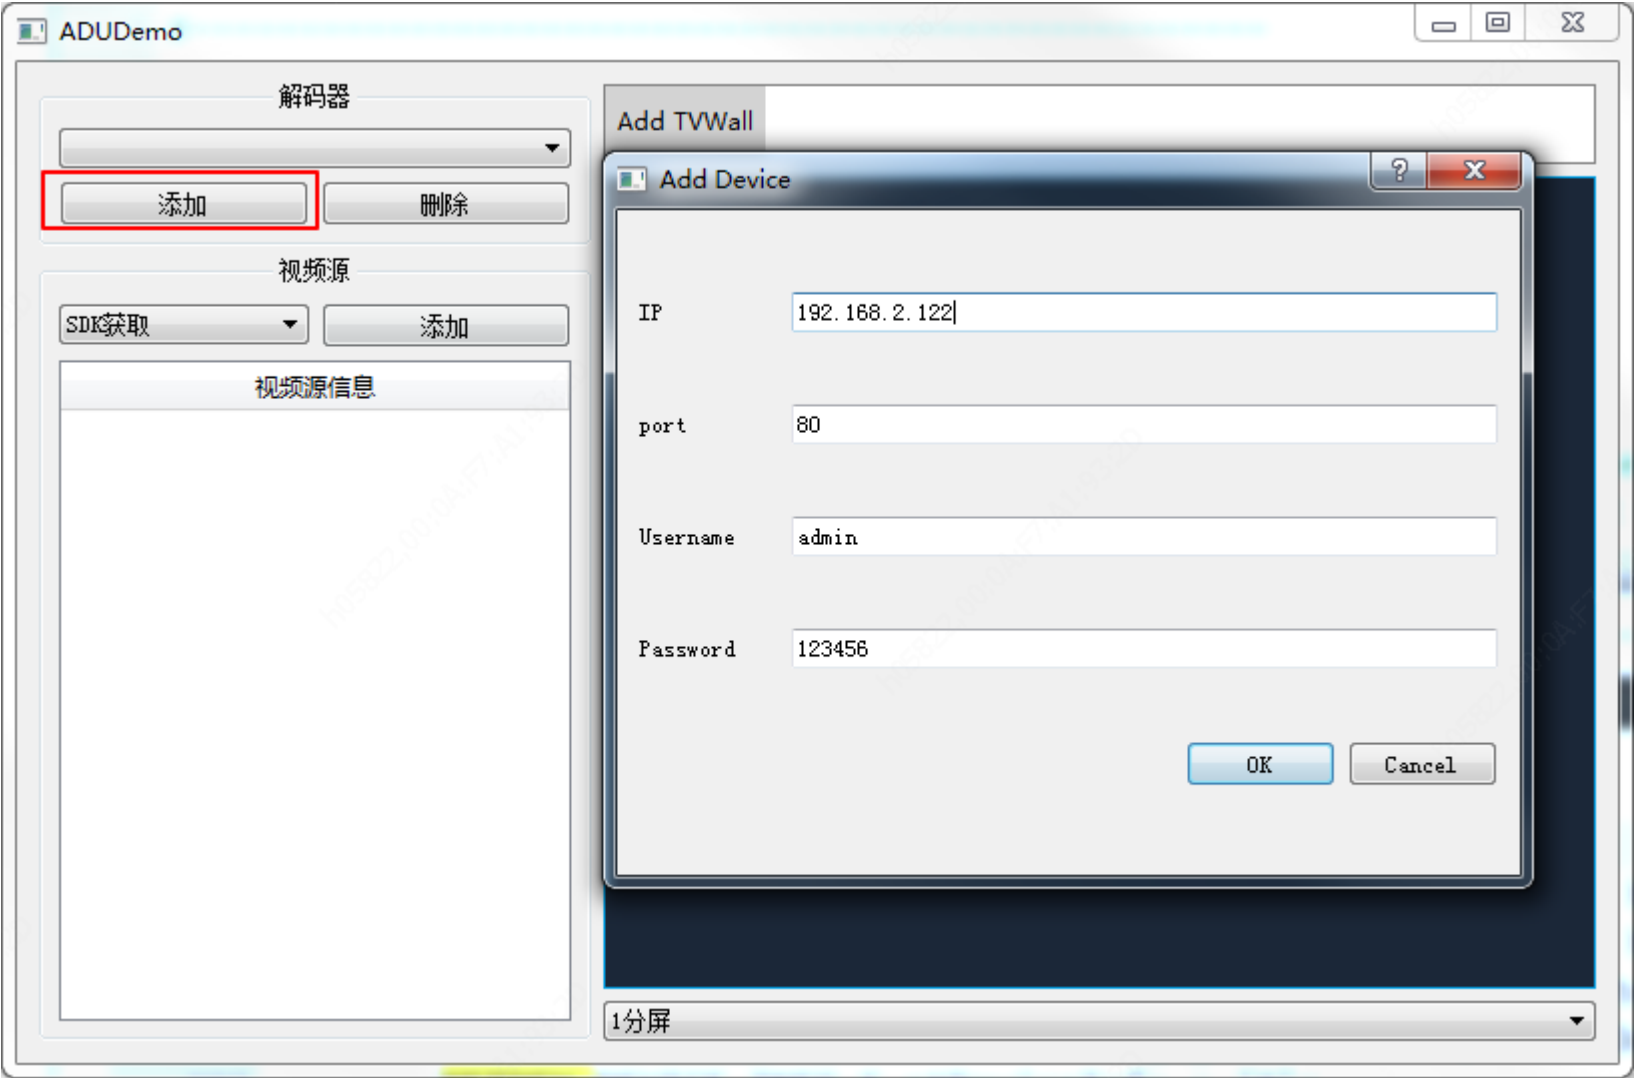 ADUDemo
解码器
添加
删除
视频源
SDK获取
添加
视频源信息
Add TVWall
Add Device
IP
192.168.2.122
port
80
Username
admin
Password
123456
OK
Cancel
1分屏